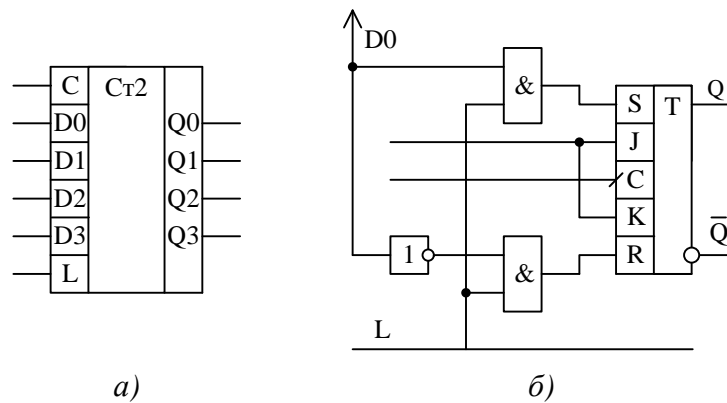 C
Ст2
D0
Q0
D1
Q1
D2
Q2
D3
Q3
L
а)
D0
&
S
T
Q
J
C
K
1
&
R
Q̅
L
б)